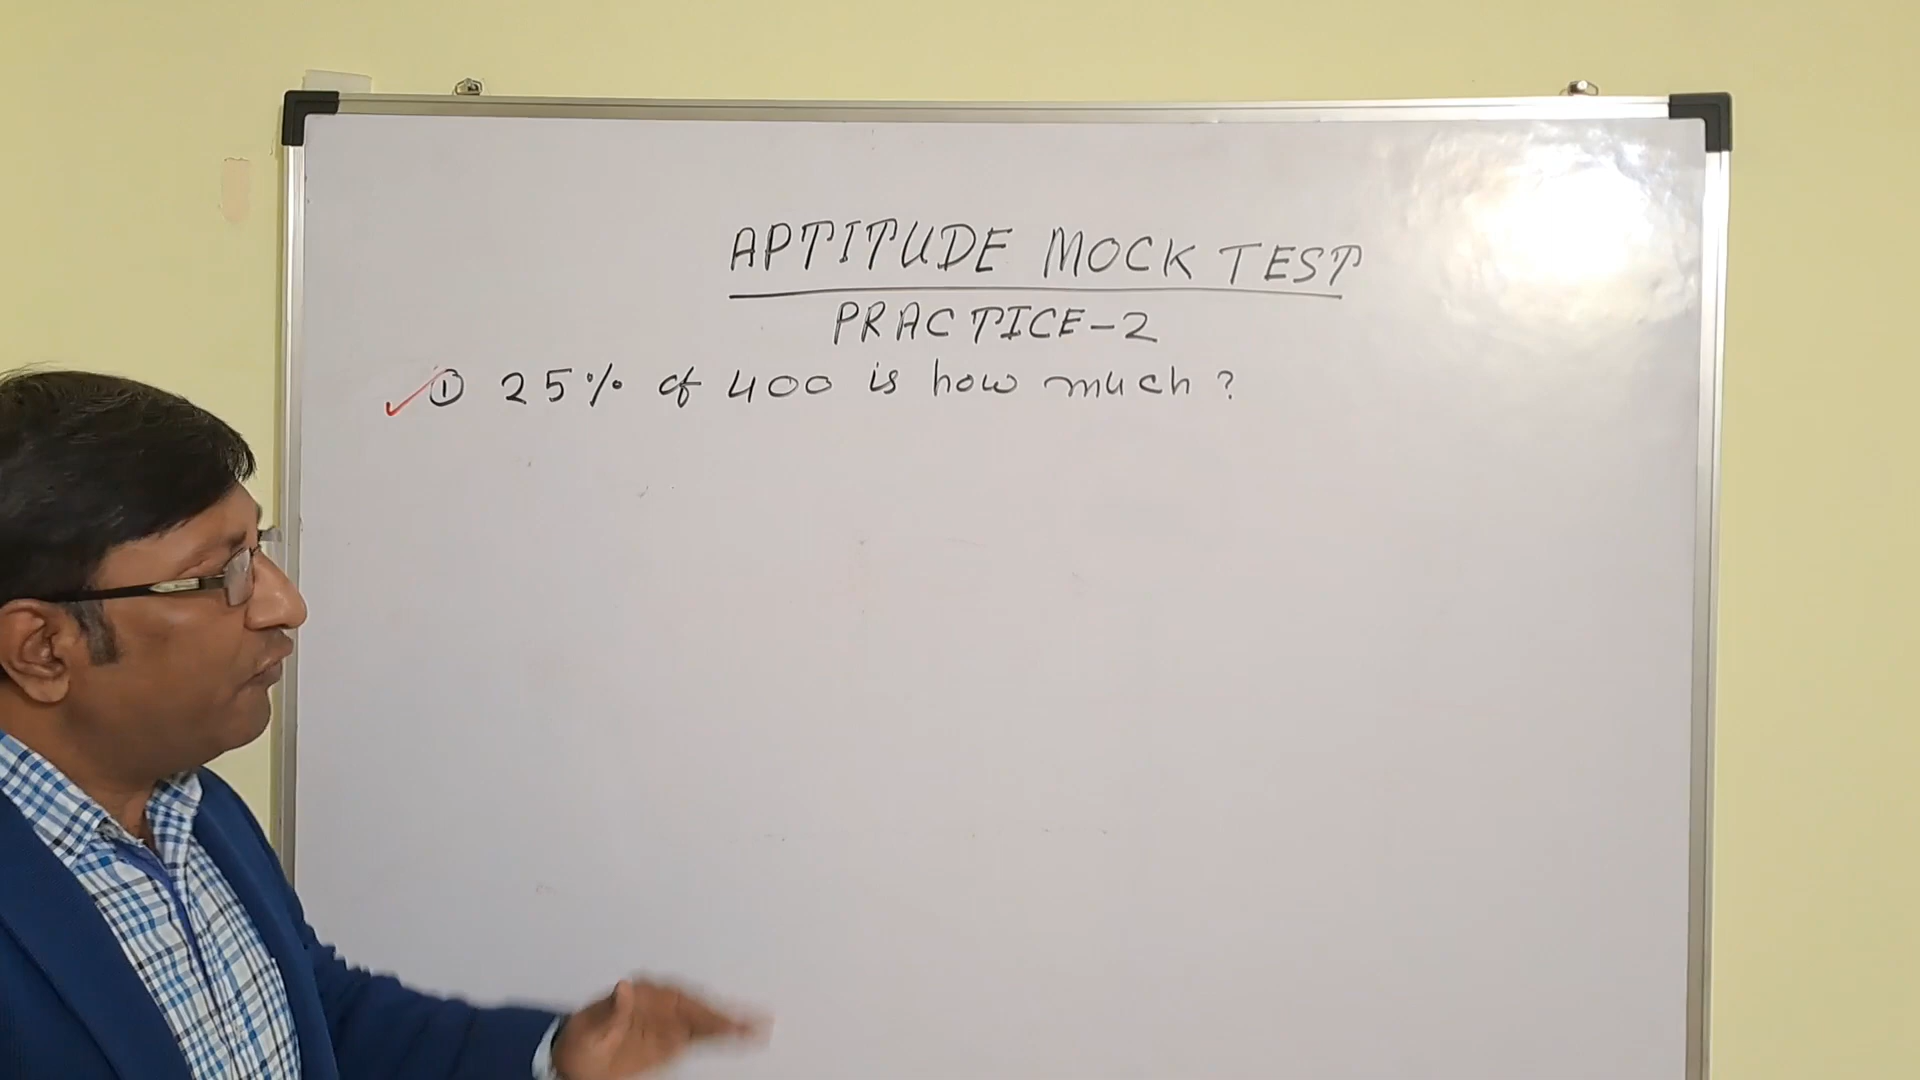 APTITUDE MOCK TEST
PRACTICE-2
① 25% of 400 is how much?